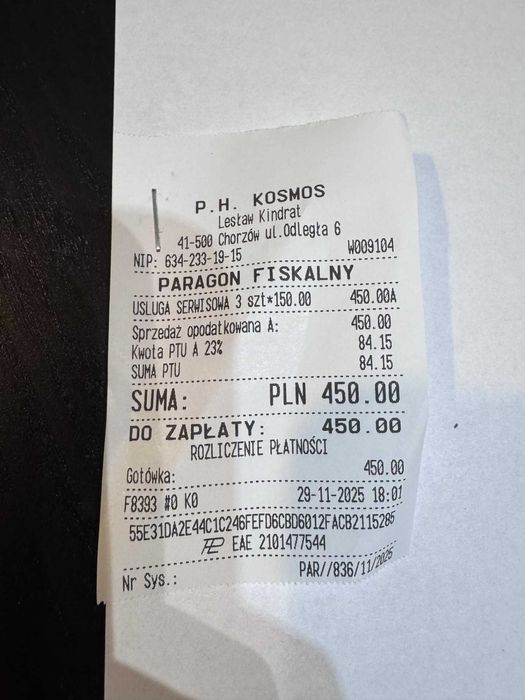 P.H. KOSMOS
Lesław Kindrat
41-500 Chorzów ul.Odległa 6
NIP: 634-233-19-15 W009104
PARAGON FISKALNY
USŁUGA SERWISOWA 3 szt*150.00 450.00A
Sprzedaż opodatkowana A: 450.00
Kwota PTU A 23% 84.15
SUMA PTU 84.15
SUMA: PLN 450.00
DO ZAPŁATY: 450.00
ROZLICZENIE PŁATNOŚCI
Gotówka: 450.00
F8393 #0 K0 29-11-2025 18:01
55E31DA2E44C1C246FEFD6CBD6012FACB2115285
EAE 2101477544
Nr Sys.: PAR//836/11/2025